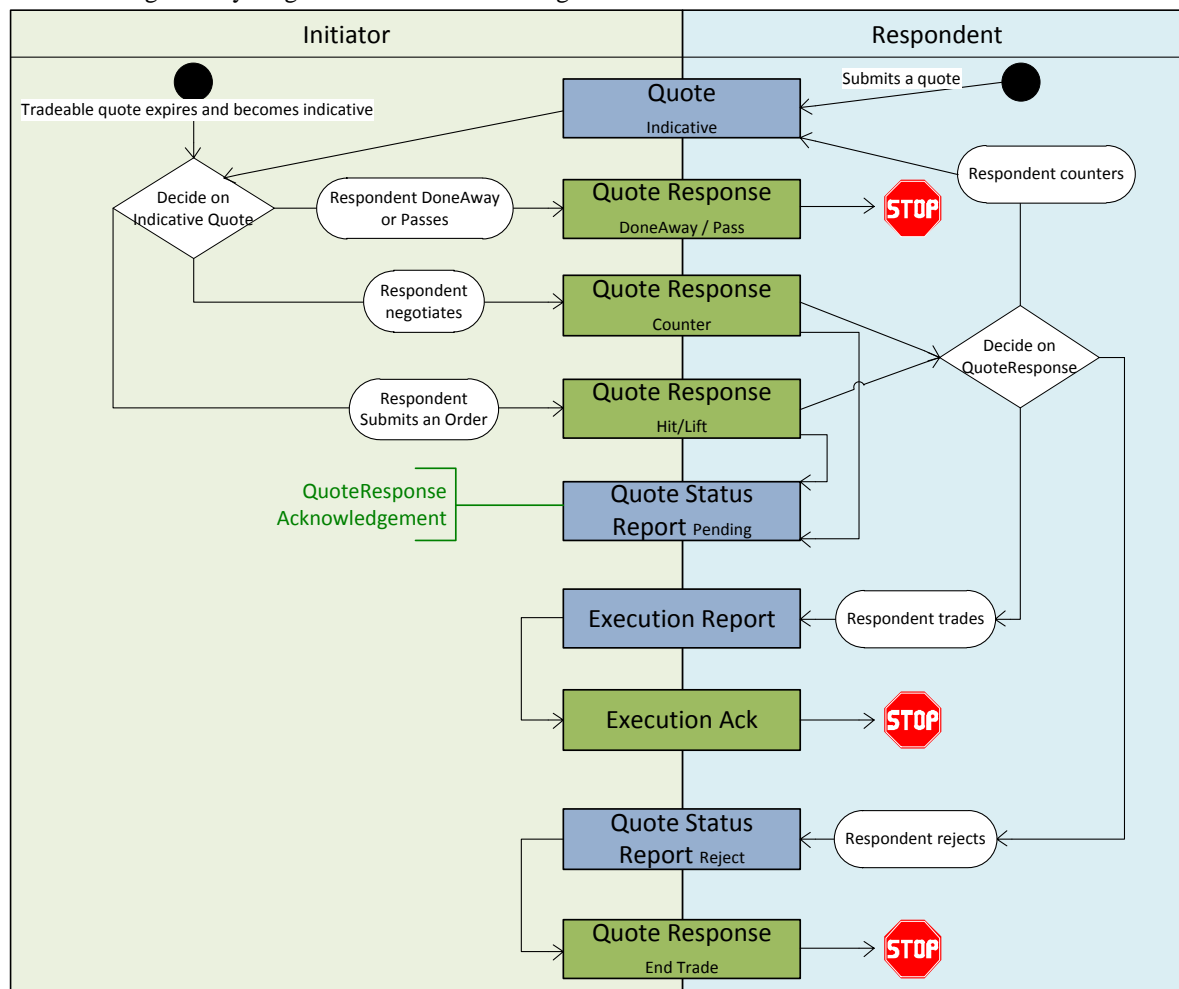 Initiator
Respondent
Submits a quote
Tradeable quote expires and becomes indicative
Quote
Indicative
Respondent counters
Decide on
Indicative Quote
Respondent DoneAway
or Passes
Quote Response
DoneAway / Pass
STOP
Respondent
negotiates
Quote Response
Counter
Decide on
QuoteResponse
Respondent
Submits an Order
Quote Response
Hit/Lift
QuoteResponse
Acknowledgement
Quote Status
Report Pending
Execution Report
Respondent trades
Execution Ack
STOP
Quote Status
Report Reject
Respondent rejects
Quote Response
End Trade
STOP